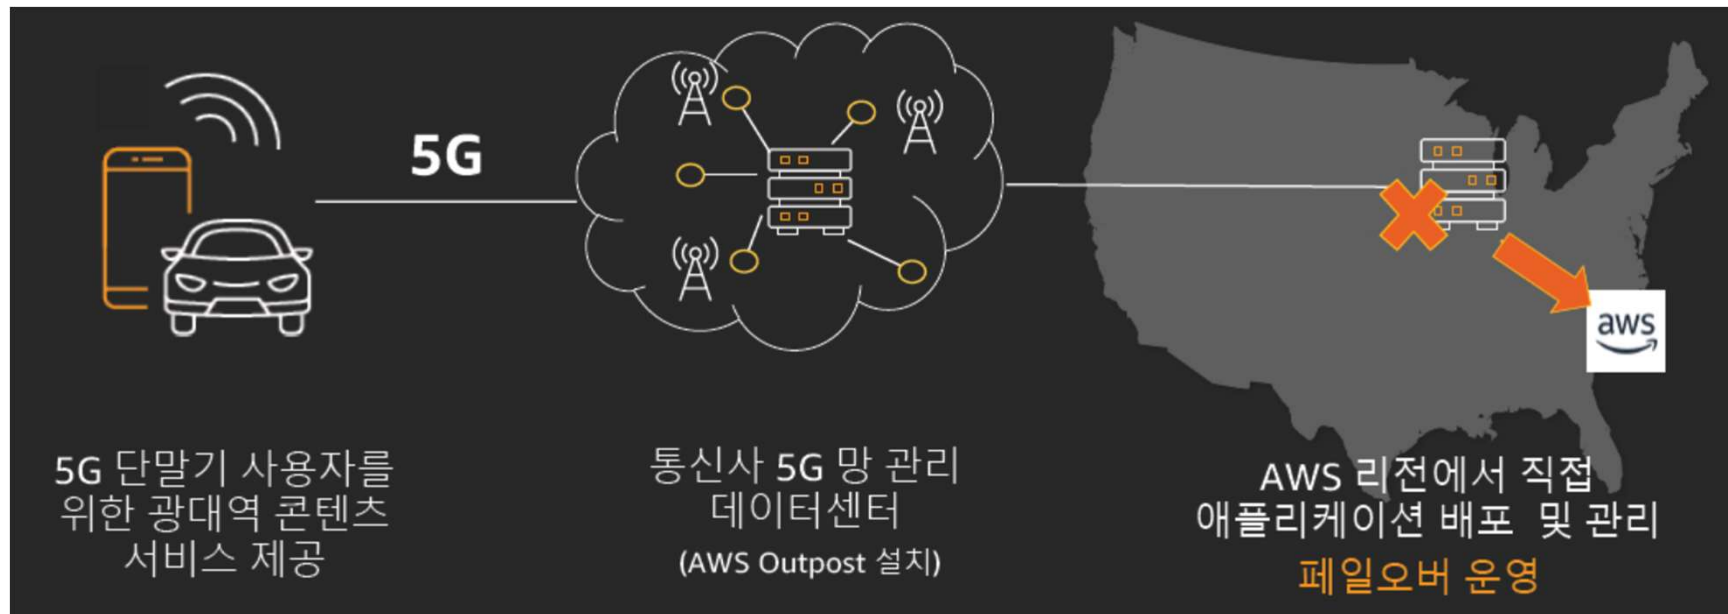 5G
aws
5G 단말기 사용자를
위한 광대역 콘텐츠
서비스 제공
통신사 5G 망 관리
데이터센터
(AWS Outpost 설치)
AWS 리전에서 직접
애플리케이션 배포 및 관리
페일오버 운영